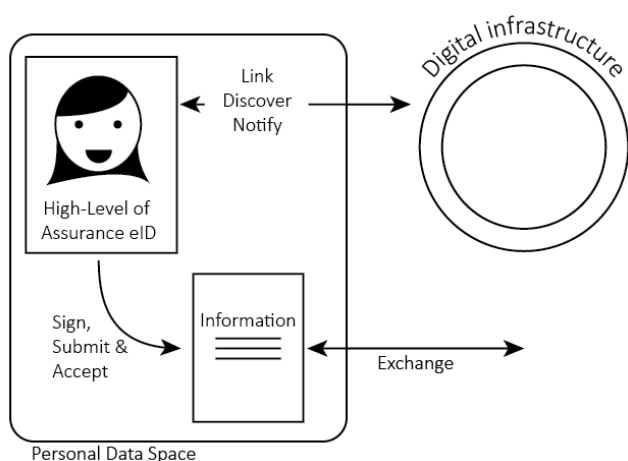 Digital infrastructure
Link
Discover
Notify
High-Level of
Assurance eID
Sign,
Submit &
Accept
Information
Exchange
Personal Data Space